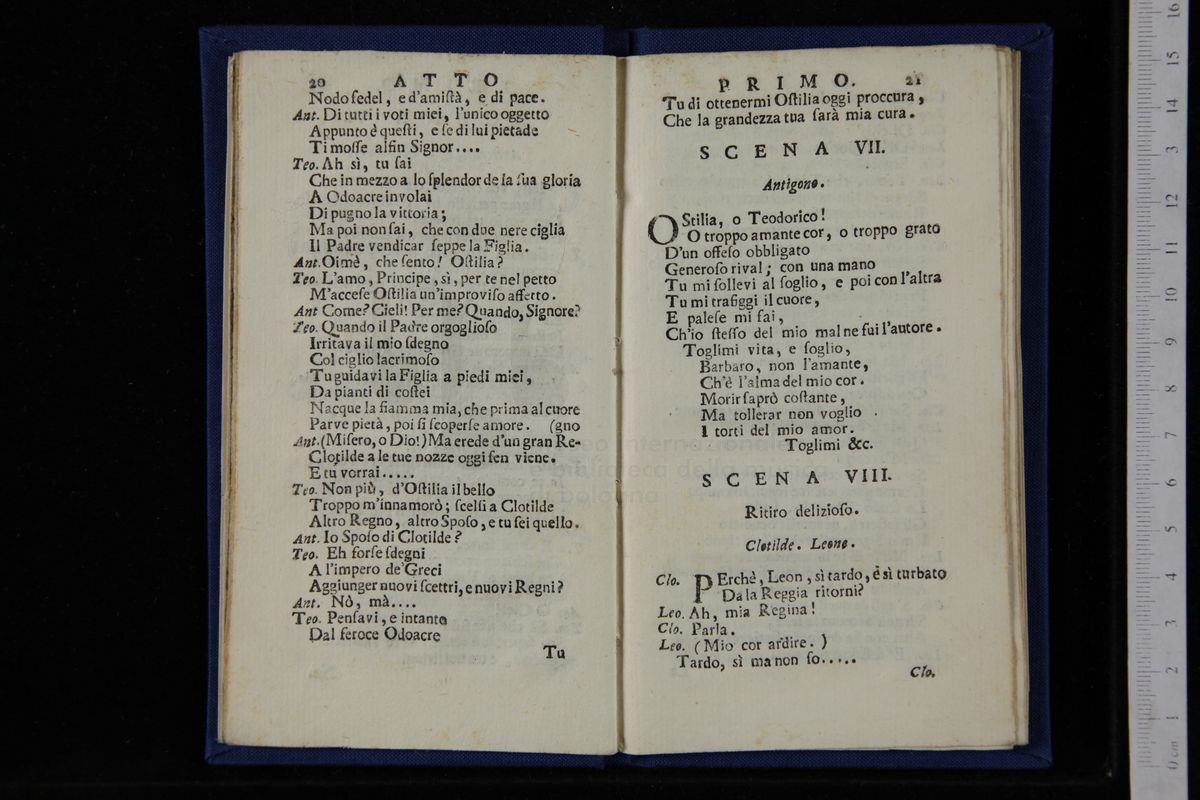 20 ATTO
Nodo fedel, e d'amiſtà, e di pace.
Ant. Di tutti i voti miei, l'unico oggetto
Appunto è queſti, e ſe di lui pietade
Ti moſſe alfin Signor....
Teo. Ah sì, tu ſai
Che in mezzo a lo ſplendor de la ſua gloria
A Odoacre involai
Di pugno la vittoria;
Ma poi non ſai, che con due nere ciglia
Il Padre vendicar ſeppe la Figlia.
Ant. Oimè, che ſento! Oſtilia?
Teo. L'amo, Principe, sì, per te nel petto
M'acceſe Oſtilia un'improviſo affetto.
Ant Come? Cieli! Per me? Quando, Signore?
Teo. Quando il Padre orgoglioſo
Irritava il mio ſdegno
Col ciglio lacrimoſo
Tu guidavi la Figlia a piedi miei,
Da pianti di coſtei
Nacque la fiamma mia, che prima al cuore
Parve pietà, poi ſi ſcoperſe amore. (gno
Ant. (Miſero, o Dio!) Ma erede d'un gran Re-
Clotilde a le tue nozze oggi ſen viene.
E tu vorrai.....
Teo. Non più, d'Oſtilia il bello
Troppo m'innamorò; ſcelſi a Clotilde
Altro Regno, altro Spoſo, e tu ſei quello.
Ant. Io Spoſo di Clotilde?
Teo. Eh forſe ſdegni
A l'impero de' Greci
Aggiunger nuovi ſcettri, e nuovi Regni?
Ant. Nò, mà....
Teo. Penſavi, e intanto
Dal feroce Odoacre
Tu
PRIMO. 21
Tu di ottenermi Oſtilia oggi proccura,
Che la grandezza tua ſarà mia cura.
SCENA VII.
Antigono.
OStilia, o Teodorico!
O troppo amante cor, o troppo grato
D'un offeſo obbligato
Generoſo rival; con una mano
Tu mi ſollevi al ſoglio, e poi con l'altra
Tu mi trafiggi il cuore,
E paleſe mi fai,
Ch'io ſteſſo del mio mal ne fui l'autore.
Toglimi vita, e ſoglio,
Barbaro, non l'amante,
Ch'è l'alma del mio cor.
Morir ſaprò coſtante,
Ma tollerar non voglio
I torti del mio amor.
Toglimi &c.
SCENA VIII.
Ritiro delizioſo.
Clotilde. Leone.
Clo. PErchè, Leon, sì tardo, è sì turbato
Da la Reggia ritorni?
Leo. Ah, mia Regina!
Clo. Parla.
Leo. (Mio cor ardire.)
Tardo, sì ma non ſo.....
Clo.